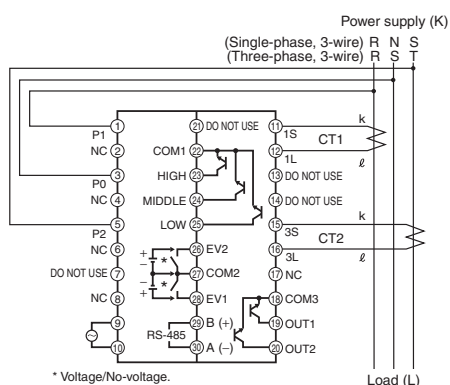 Power supply (K)
(Single-phase, 3-wire) R N S
(Three-phase, 3-wire) R S T
1 21 DO NOT USE 11 k
P1 1S CT1
NC 2 COM1 22 12
1L ℓ
3 HIGH 23 13 DO NOT USE
P0
NC 4 MIDDLE 24 14 DO NOT USE
5 LOW 25 15 k
P2 3S CT2
NC 6 + − * 26 EV2 16
3L ℓ
DO NOT USE 7 27 COM2 17 NC
NC 8 − + * 28 EV1 18 COM3
9 RS-485 29 B (+) 19 OUT1
10 30 A (−) 20 OUT2
* Voltage/No-voltage.
Load (L)